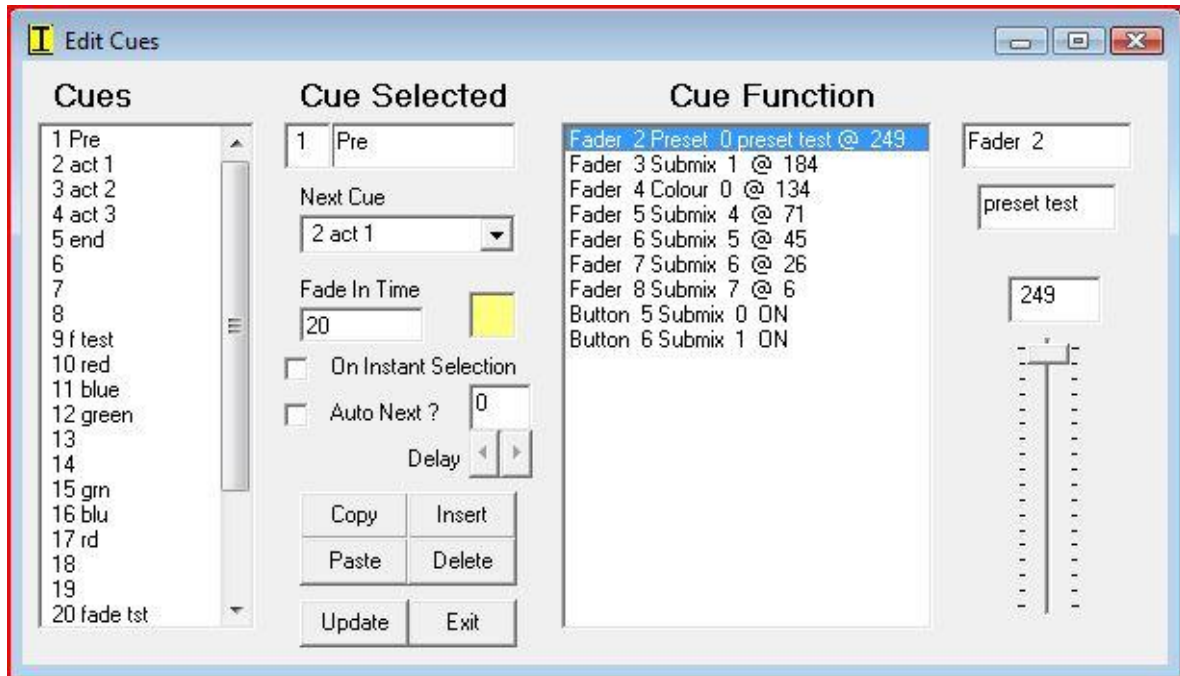 Edit Cues
Cues
1 Pre
2 act 1
3 act 2
4 act 3
5 end
6
7
8
9 f test
10 red
11 blue
12 green
13
14
15 grn
16 blu
17 rd
18
19
20 fade tst
Cue Selected
1 Pre
Next Cue
2 act 1
Fade In Time
20
On Instant Selection
Auto Next ? 0
Delay
Copy Insert
Paste Delete
Update Exit
Cue Function
Fader 2 Preset 0 preset test @ 249
Fader 3 Submix 1 @ 184
Fader 4 Colour 0 @ 134
Fader 5 Submix 4 @ 71
Fader 6 Submix 5 @ 45
Fader 7 Submix 6 @ 26
Fader 8 Submix 7 @ 6
Button 5 Submix 0 ON
Button 6 Submix 1 ON
Fader 2
preset test
249